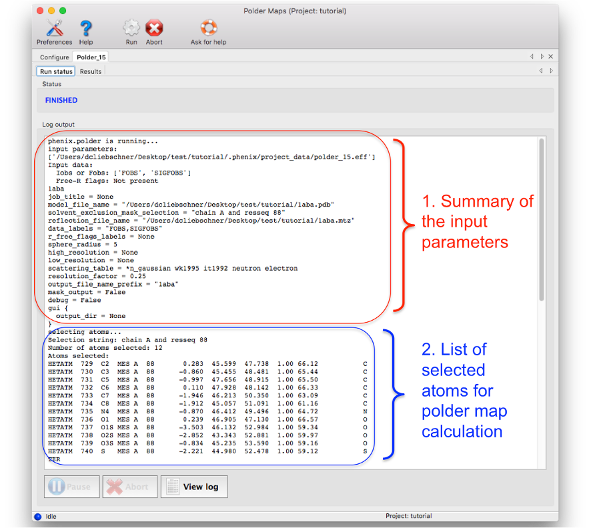 Polder Maps (Project: tutorial)
Preferences Help Run Abort Ask for help
Configure Polder_15
Run status Results
Status
FINISHED
Log output
phenix.polder is running...
input parameters:
['/Users/dcliebschner/Desktop/test/tutorial/.phenix/project_data/polder_15.eff']
Input data:
Iobs or Fobs: ['FOBS', 'SIGFOBS']
Free-R flags: Not present
laba
job_title = None
model_file_name = "/Users/dcliebschner/Desktop/test/tutorial/laba.pdb"
solvent_exclusion_mask_selection = "chain A and resseq 88"
reflection_file_name = "/Users/dcliebschner/Desktop/test/tutorial/laba.mtz"
data_labels = "FOBS,SIGFOBS"
r_free_flags_labels = None
sphere_radius = 5
high_resolution = None
low_resolution = None
scattering_table = *n_gaussian wk1995 it1992 neutron electron
resolution_factor = 0.25
output_file_name_prefix = "laba"
mask_output = False
debug = False
gui {
output_dir = None
}
selecting atoms...
Selection string: chain A and resseq 88
Number of atoms selected: 12
Atoms selected:
HETATM 729 C2 MES A 88 0.283 45.599 47.738 1.00 66.12 C
HETATM 730 C3 MES A 88 -0.860 45.455 48.481 1.00 65.44 C
HETATM 731 C5 MES A 88 -0.997 47.656 48.915 1.00 65.50 C
HETATM 732 C6 MES A 88 0.110 47.928 48.142 1.00 66.33 C
HETATM 733 C7 MES A 88 -1.946 46.213 50.350 1.00 63.09 C
HETATM 734 C8 MES A 88 -1.912 45.057 51.091 1.00 61.16 C
HETATM 735 N4 MES A 88 -0.870 46.412 49.496 1.00 64.72 N
HETATM 736 O1 MES A 88 0.239 46.905 47.130 1.00 66.57 O
HETATM 737 O1S MES A 88 -3.503 46.132 52.984 1.00 59.34 O
HETATM 738 O2S MES A 88 -2.852 43.343 52.881 1.00 59.97 O
HETATM 739 O3S MES A 88 -0.834 45.235 53.590 1.00 59.16 O
HETATM 740 S MES A 88 -2.221 44.980 52.478 1.00 59.12 S
TER
1. Summary of
the input
parameters
2. List of
selected
atoms for
polder map
calculation
Pause Abort View log
Idle Project: tutorial